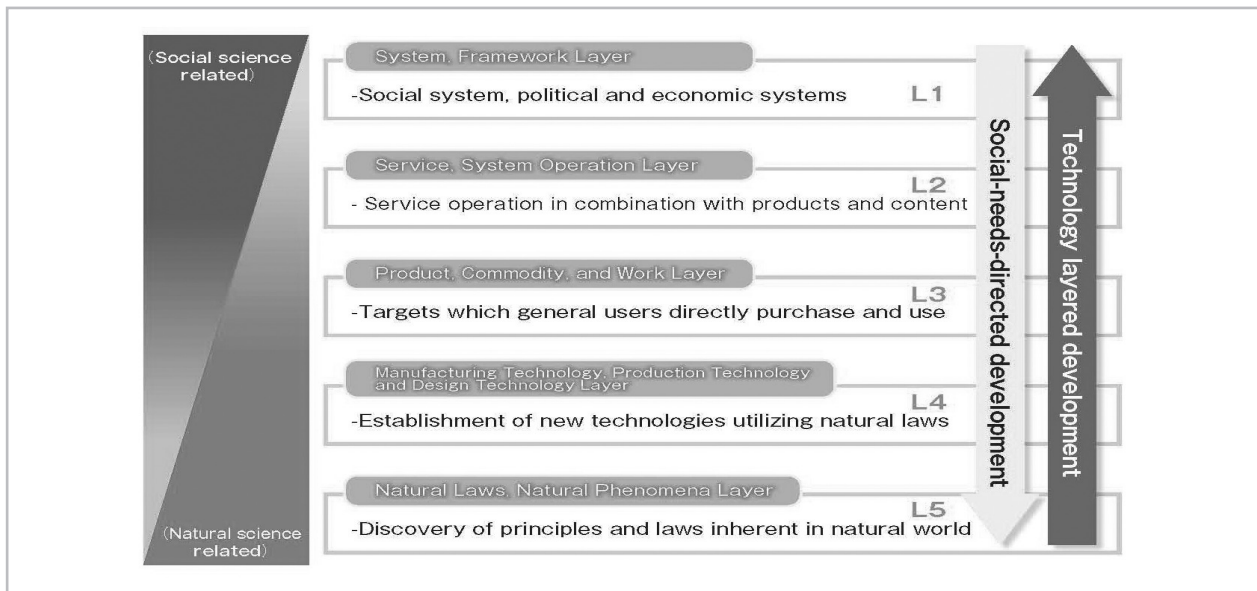 (Social science
related)
System, Framework Layer
-Social system, political and economic systems
L1
Service, System Operation Layer
- Service operation in combination with products and content
L2
Product, Commodity, and Work Layer
-Targets which general users directly purchase and use
L3
Manufacturing Technology, Production Technology
and Design Technology Layer
-Establishment of new technologies utilizing natural laws
L4
Natural Laws, Natural Phenomena Layer
-Discovery of principles and laws inherent in natural world
L5
(Natural science
related)
Social-needs-directed development
Technology layered development